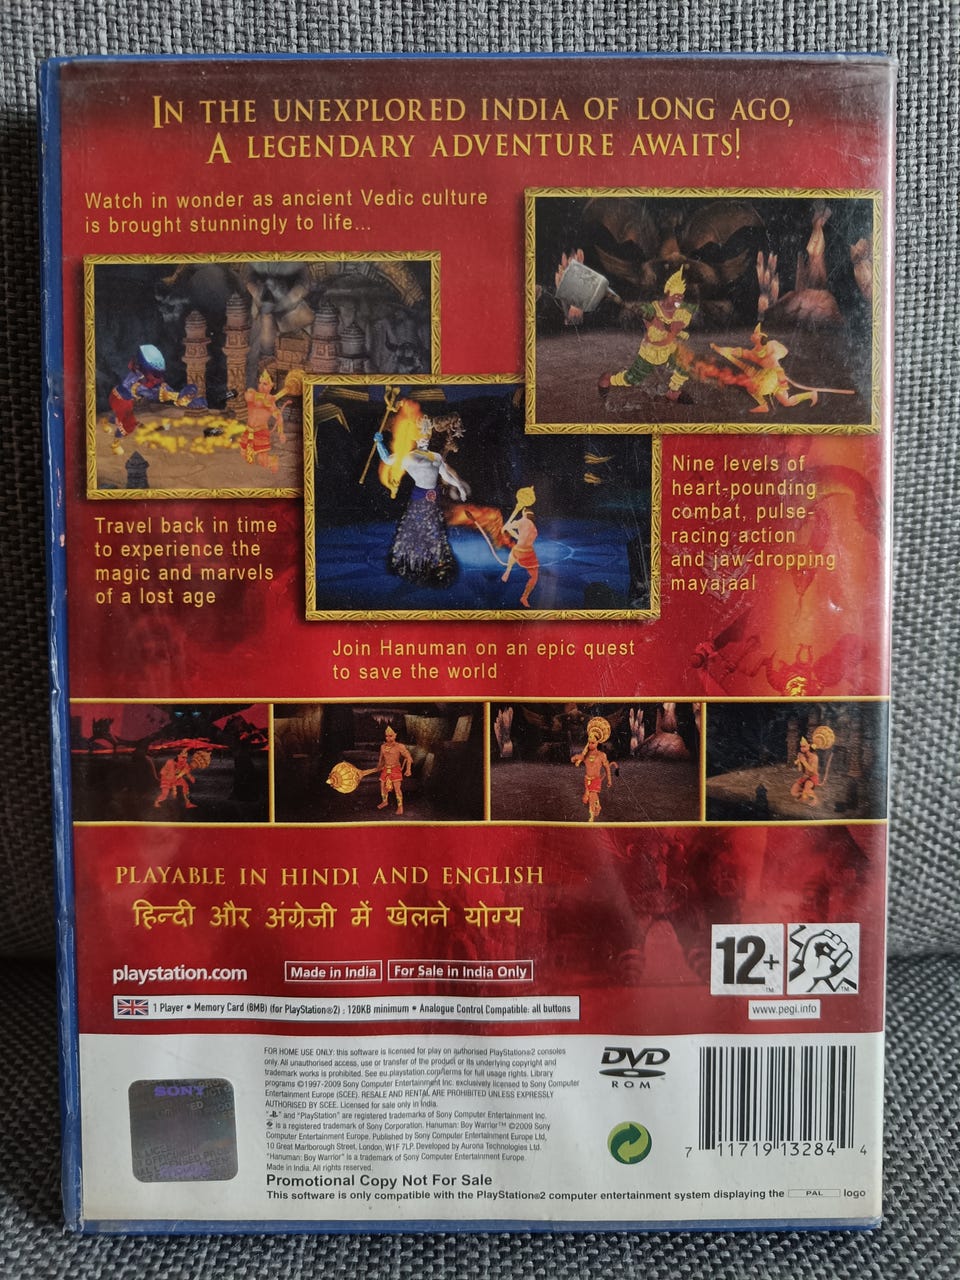 IN THE UNEXPLORED INDIA OF LONG AGO,
A LEGENDARY ADVENTURE AWAITS!
Watch in wonder as ancient Vedic culture
is brought stunningly to life...
Nine levels of
heart-pounding
combat, pulse-
racing action
and jaw-dropping
mayajaal
Travel back in time
to experience the
magic and marvels
of a lost age
Join Hanuman on an epic quest
to save the world
PLAYABLE IN HINDI AND ENGLISH
हिन्दी और अंग्रेजी में खेलने योग्य
playstation.com
Made in India
For Sale in India Only
12+
www.pegi.info
1 Player • Memory Card (8MB) (for PlayStation®2) : 120KB minimum • Analogue Control Compatible: all buttons
SONY
FOR HOME USE ONLY: this software is licensed for play on authorised PlayStation®2 consoles
only. All unauthorised access, use or transfer of the product or its underlying copyright and
trademark works is prohibited. See eu.playstation.com/terms for full usage rights. Library
programs ©1997-2009 Sony Computer Entertainment Inc. exclusively licensed to Sony Computer
Entertainment Europe (SCEE). RESALE AND RENTAL ARE PROHIBITED UNLESS EXPRESSLY
AUTHORISED BY SCEE. Licensed for sale only in India.
" " and "PlayStation" are registered trademarks of Sony Computer Entertainment Inc.
is a registered trademark of Sony Corporation. Hanuman: Boy Warrior™ ©2009 Sony
Computer Entertainment Europe. Published by Sony Computer Entertainment Europe Ltd,
10 Great Marlborough Street, London, W1F 7LP. Developed by Aurona Technologies Ltd.
"Hanuman: Boy Warrior" is a trademark of Sony Computer Entertainment Europe.
Made in India. All rights reserved.
Promotional Copy Not For Sale
This software is only compatible with the PlayStation®2 computer entertainment system displaying the PAL logo
DVD
ROM
7 11719 13284 4